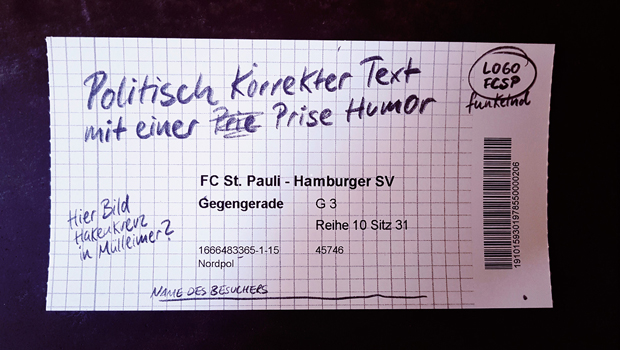 Politisch Korrekter Text
mit einer Prise Humor
LOGO
FCSP
funkelnd
FC St. Pauli - Hamburger SV
Gegengerade G 3
Reihe 10 Sitz 31
Hier Bild
Hakenkreuz
in Mülleimer?
1666483365-1-15 45746
Nordpol
NAME DES BESUCHERS
1910159301978550000206